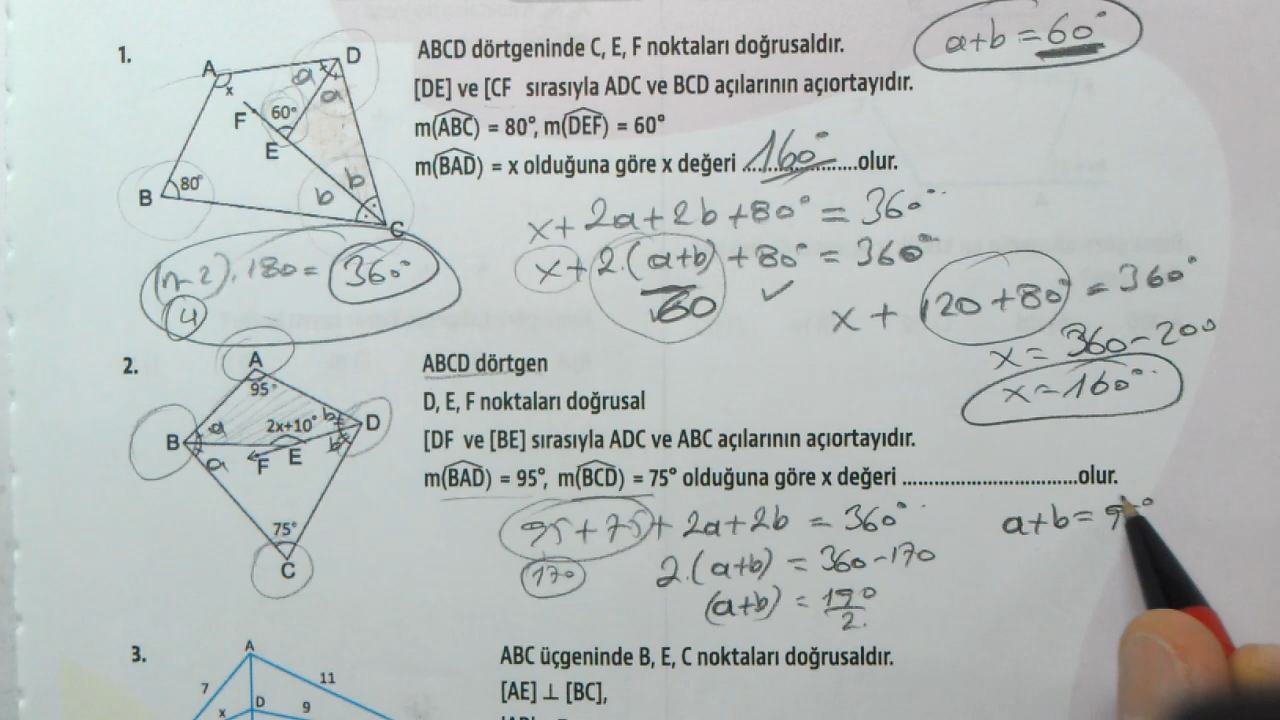 a+b = 60°
1.
ABCD dörtgeninde C, E, F noktaları doğrusaldır.
[DE] ve [CF sırasıyla ADC ve BCD açılarının açıortayıdır.
m(ABC) = 80°, m(DEF) = 60°
m(BAD) = x olduğuna göre x değeri ....160°....olur.
A
D
a
x
a
F
60°
E
b
B
80°
b
C
x + 2a + 2b + 80° = 360°
x + 2.(a+b) + 80° = 360°
60
(n-2).180 = 360°
4
x + 120 + 80° = 360°
x = 360 - 200
x = 160°
2.
ABCD dörtgen
D, E, F noktaları doğrusal
[DF ve [BE] sırasıyla ADC ve ABC açılarının açıortayıdır.
m(BAD) = 95°, m(BCD) = 75° olduğuna göre x değeri .................................olur.
A
95°
a
2x+10°
b
D
B
b
a
F
E
75°
C
95 + 75 + 2a + 2b = 360°
170
2.(a+b) = 360 - 170
(a+b) = 190
2
a+b =
3.
ABC üçgeninde B, E, C noktaları doğrusaldır.
[AE] ⊥ [BC],
A
7
11
D
x
9